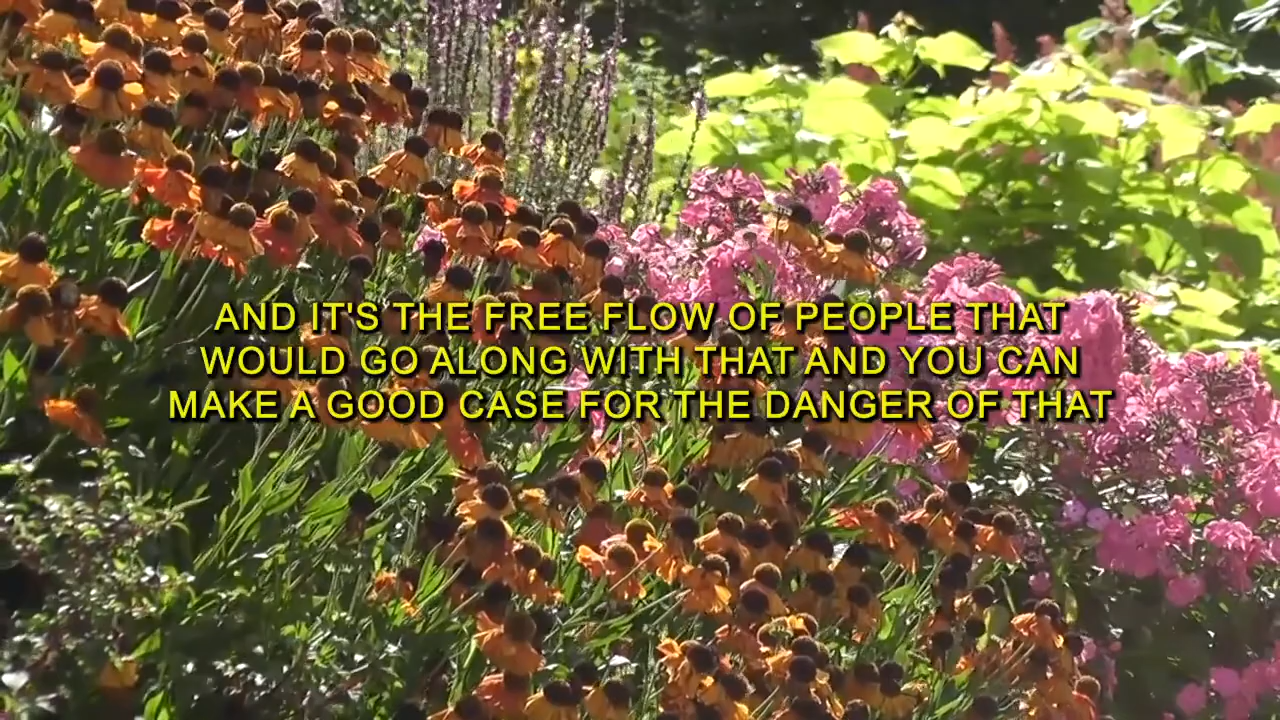 AND IT'S THE FREE FLOW OF PEOPLE THAT
WOULD GO ALONG WITH THAT AND YOU CAN
MAKE A GOOD CASE FOR THE DANGER OF THAT